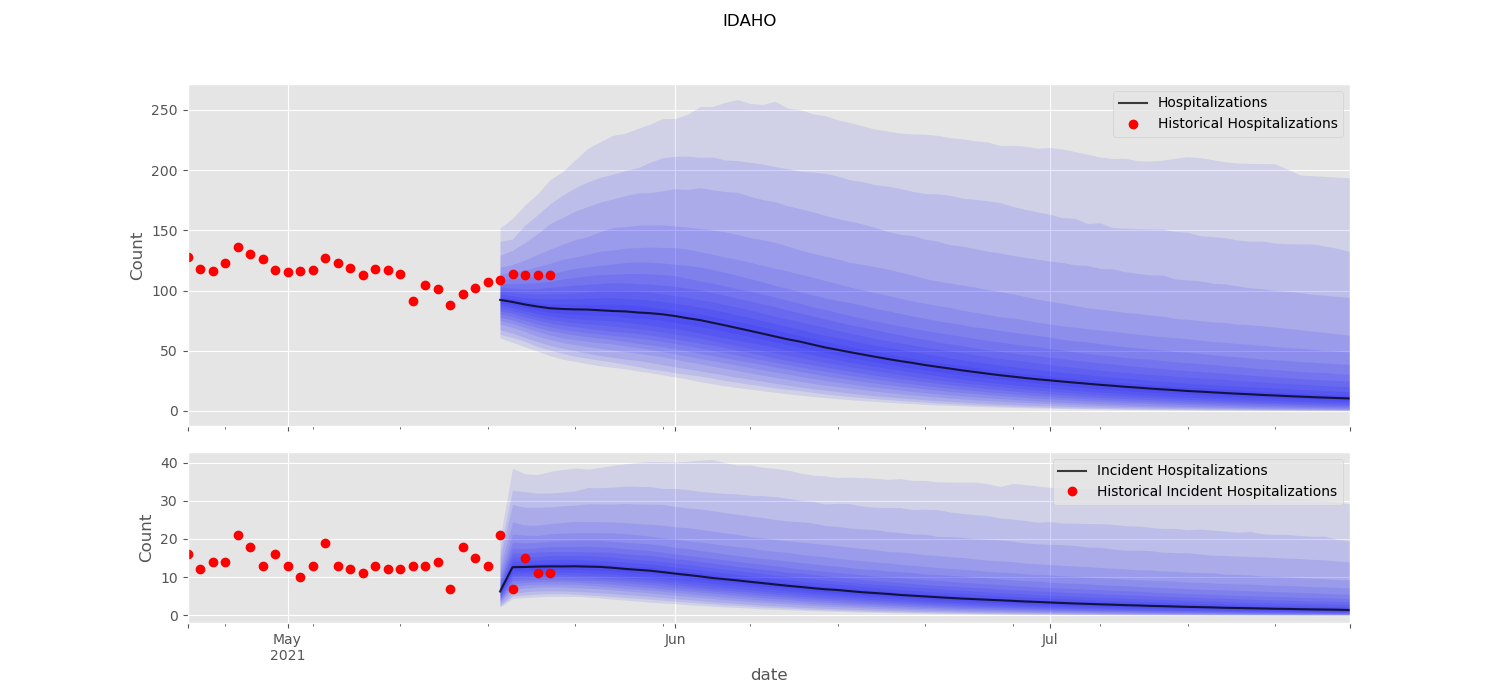 IDAHO
Hospitalizations
Historical Hospitalizations
Count
250
200
150
100
50
0
Incident Hospitalizations
Historical Incident Hospitalizations
Count
40
30
20
10
0
May
2021
Jun
Jul
date